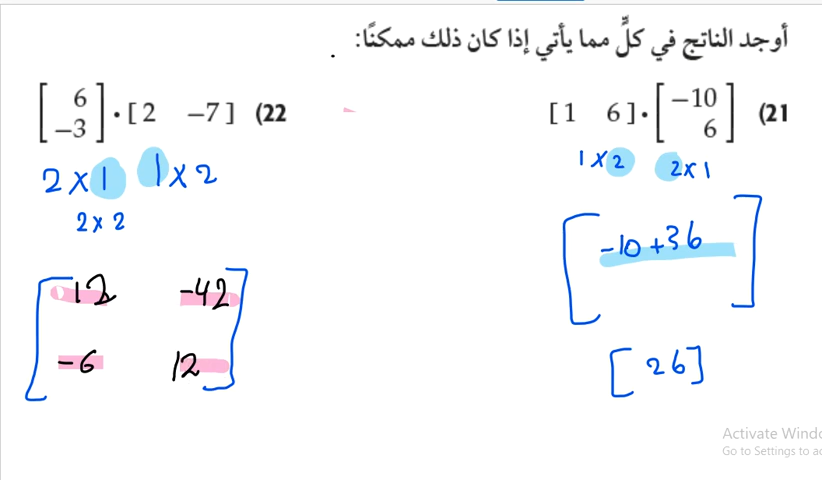 أوجد الناتج في كلٍّ مما يأتي إذا كان ذلك ممكنًا:
(21 [1 6] · [−10 6]
1 x 2 2 x 1
[-10 + 36]
[26]
(22 [6 −3] · [2 −7]
2 x 1 1 x 2
2 x 2
[12 -42
-6 12]
Activate Windo
Go to Settings to ac